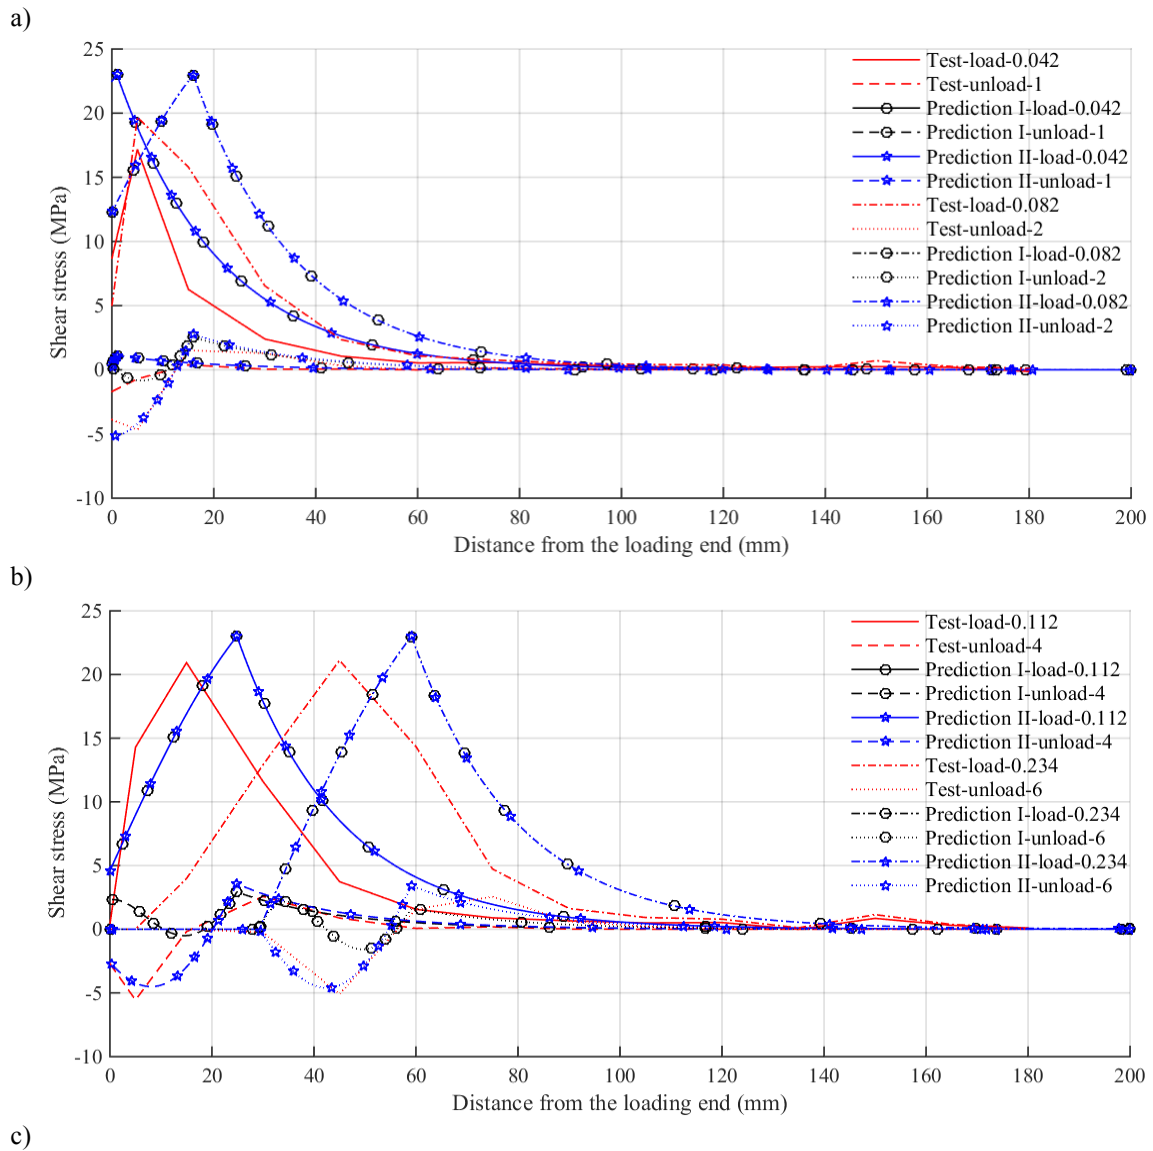 a)
25
20
15
10
5
0
-5
-10
Shear stress (MPa)
0 20 40 60 80 100 120 140 160 180 200
Distance from the loading end (mm)
Test-load-0.042
Test-unload-1
Prediction I-load-0.042
Prediction I-unload-1
Prediction II-load-0.042
Prediction II-unload-1
Test-load-0.082
Test-unload-2
Prediction I-load-0.082
Prediction I-unload-2
Prediction II-load-0.082
Prediction II-unload-2
b)
25
20
15
10
5
0
-5
-10
Shear stress (MPa)
0 20 40 60 80 100 120 140 160 180 200
Distance from the loading end (mm)
Test-load-0.112
Test-unload-4
Prediction I-load-0.112
Prediction I-unload-4
Prediction II-load-0.112
Prediction II-unload-4
Test-load-0.234
Test-unload-6
Prediction I-load-0.234
Prediction I-unload-6
Prediction II-load-0.234
Prediction II-unload-6
c)